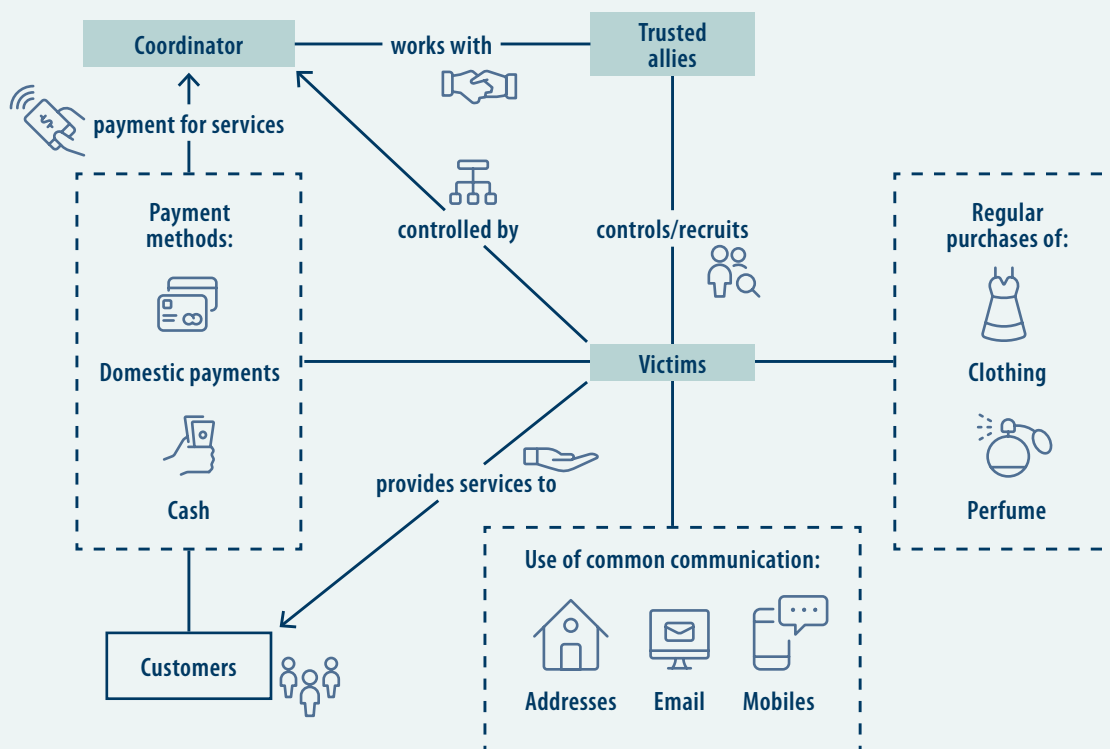 Coordinator
works with
Trusted
allies
payment for services
Payment
methods:
Domestic payments
Cash
controlled by
controls/recruits
Regular
purchases of:
Clothing
Perfume
Victims
provides services to
Customers
Use of common communication:
Addresses
Email
Mobiles